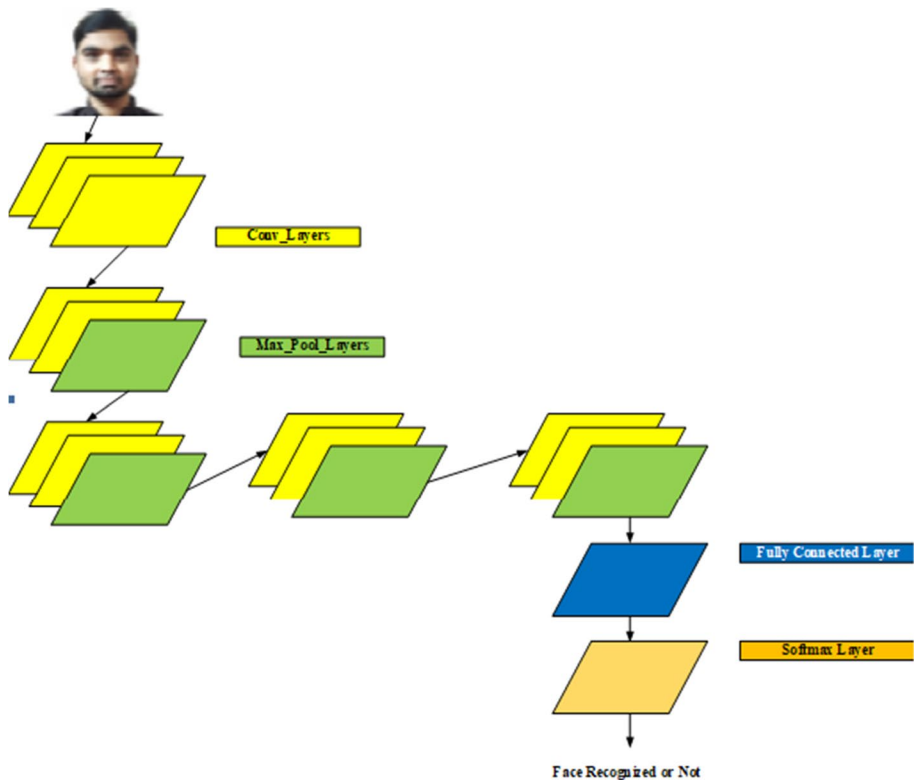 Conv_Layers
Max_Pool_Layers
Fully Connected Layer
Softmax Layer
Face Recognized or Not